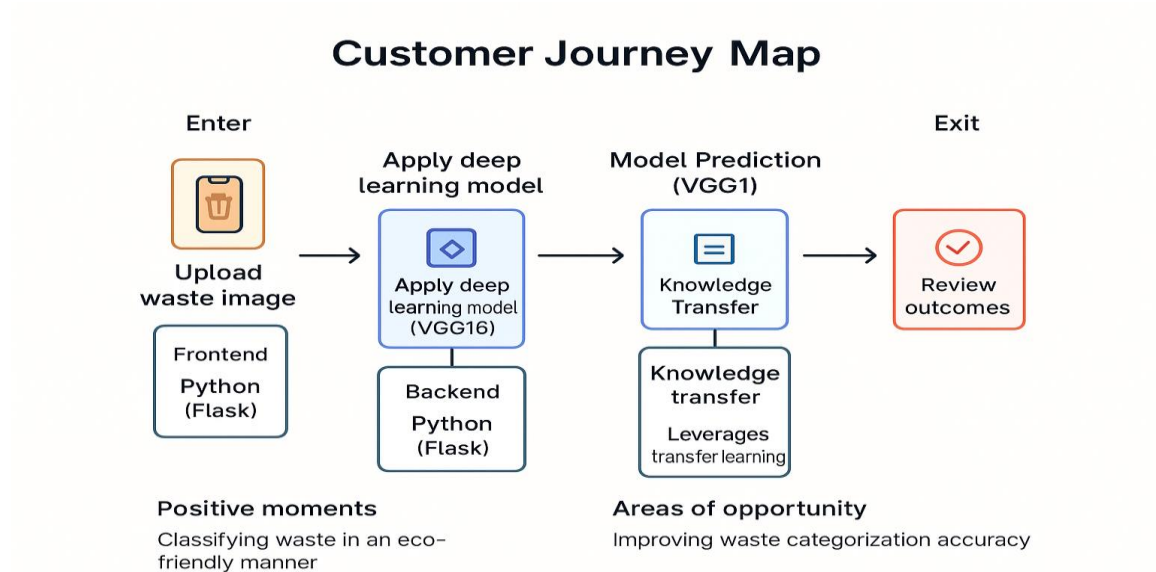 Customer Journey Map
Enter
Upload
waste image
Frontend
Python
(Flask)
Apply deep
learning model
Apply deep
learning model
(VGG16)
Backend
Python
(Flask)
Model Prediction
(VGG1)
Knowledge
Transfer
Knowledge
transfer
Leverages
transfer learning
Exit
Review
outcomes
Positive moments
Classifying waste in an eco–
friendly manner
Areas of opportunity
Improving waste categorization accuracy